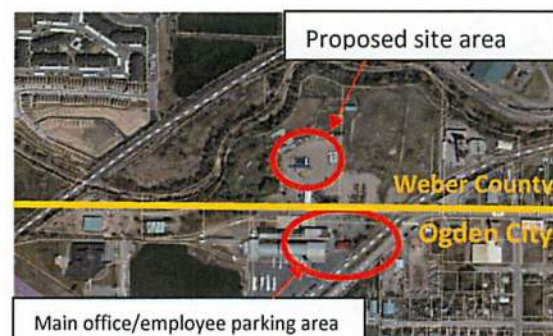 Proposed site area
Weber County
Ogden City
Main office/employee parking area